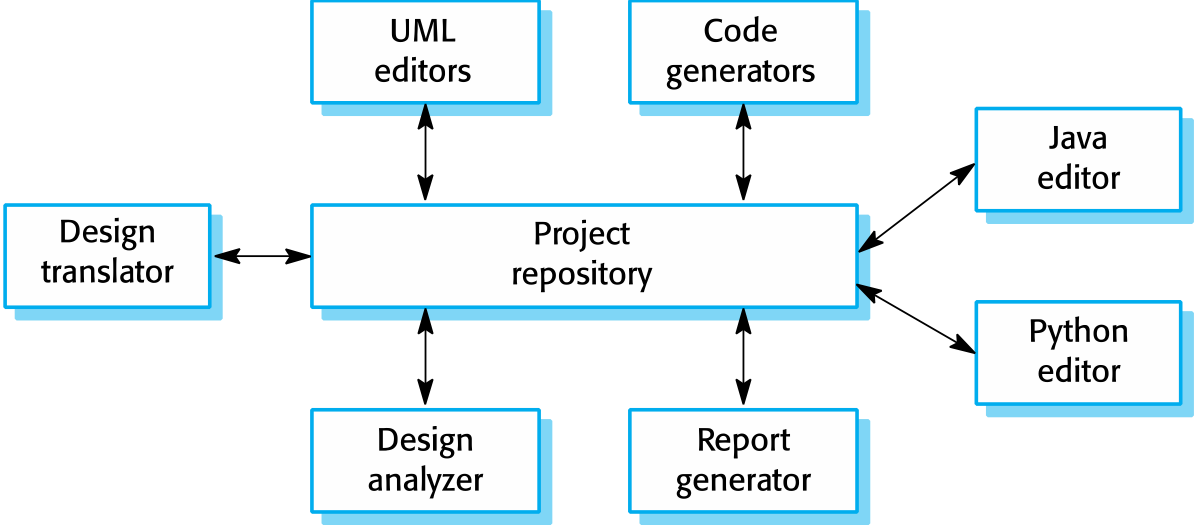 UML
editors
Code
generators
Java
editor
Design
translator
Project
repository
Python
editor
Design
analyzer
Report
generator